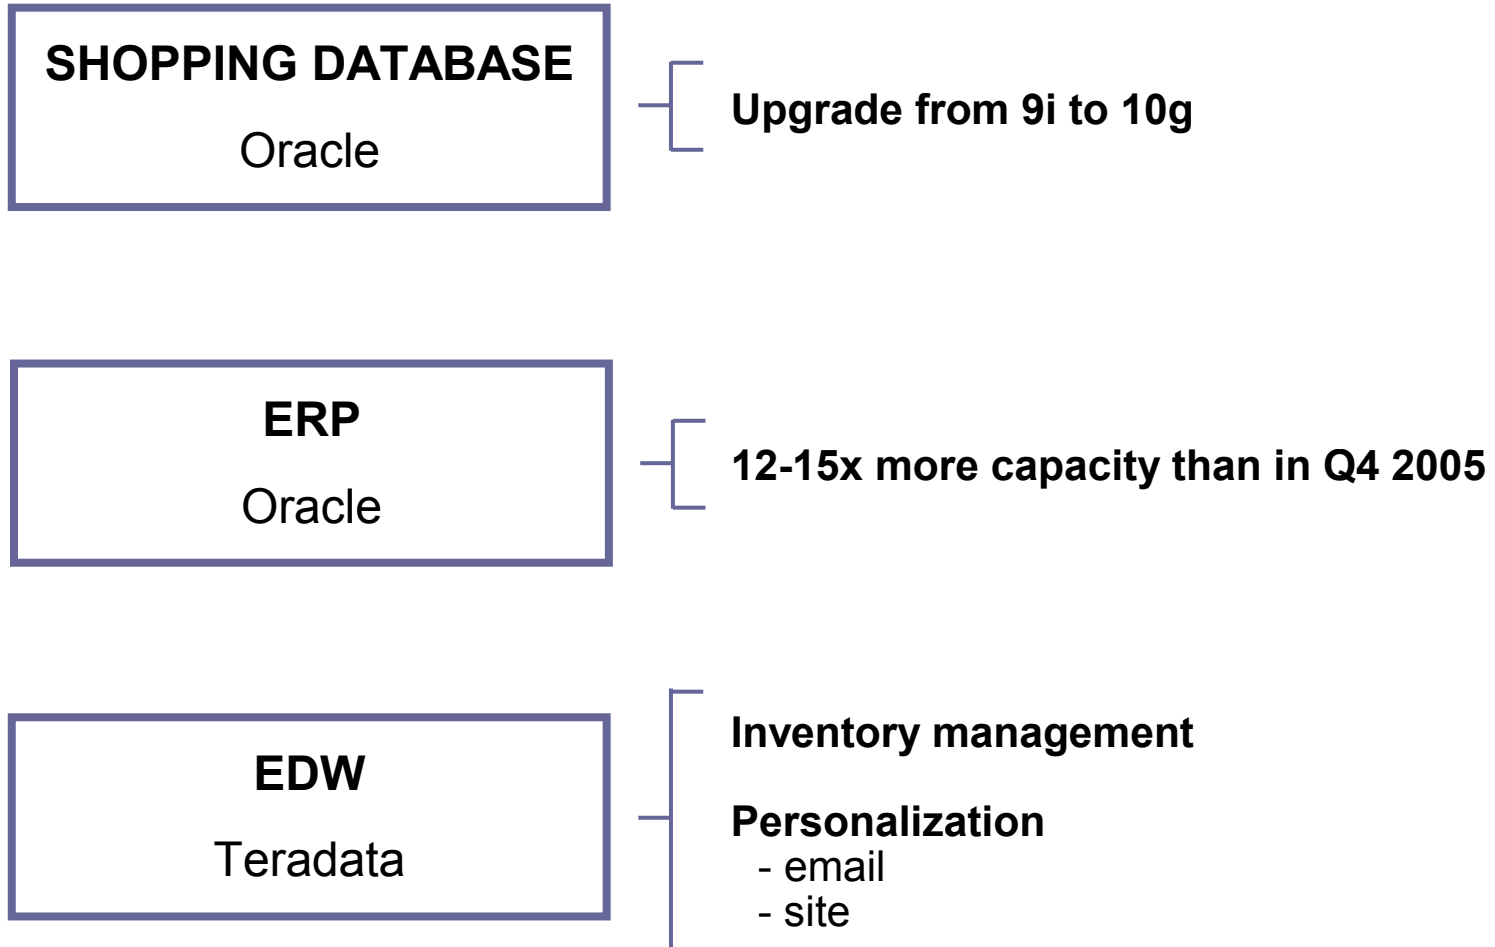 SHOPPING DATABASE
Oracle
Upgrade from 9i to 10g
ERP
Oracle
12-15x more capacity than in Q4 2005
EDW
Teradata
Inventory management
Personalization
- email
- site